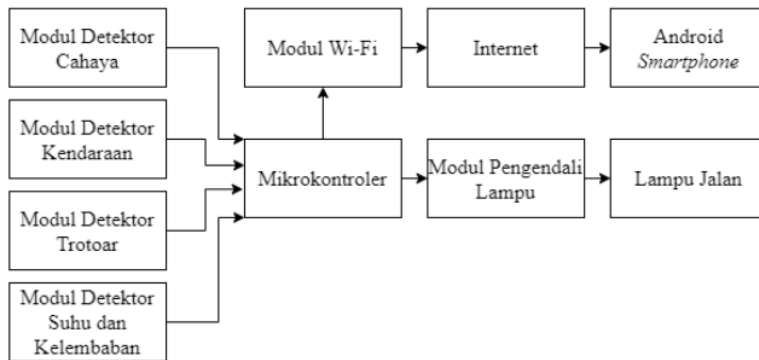 Modul Detektor
Cahaya
Modul Wi-Fi
Internet
Android
Smartphone
Modul Detektor
Kendaraan
Mikrokontroler
Modul Pengendali
Lampu
Lampu Jalan
Modul Detektor
Trotoar
Modul Detektor
Suhu dan
Kelembaban